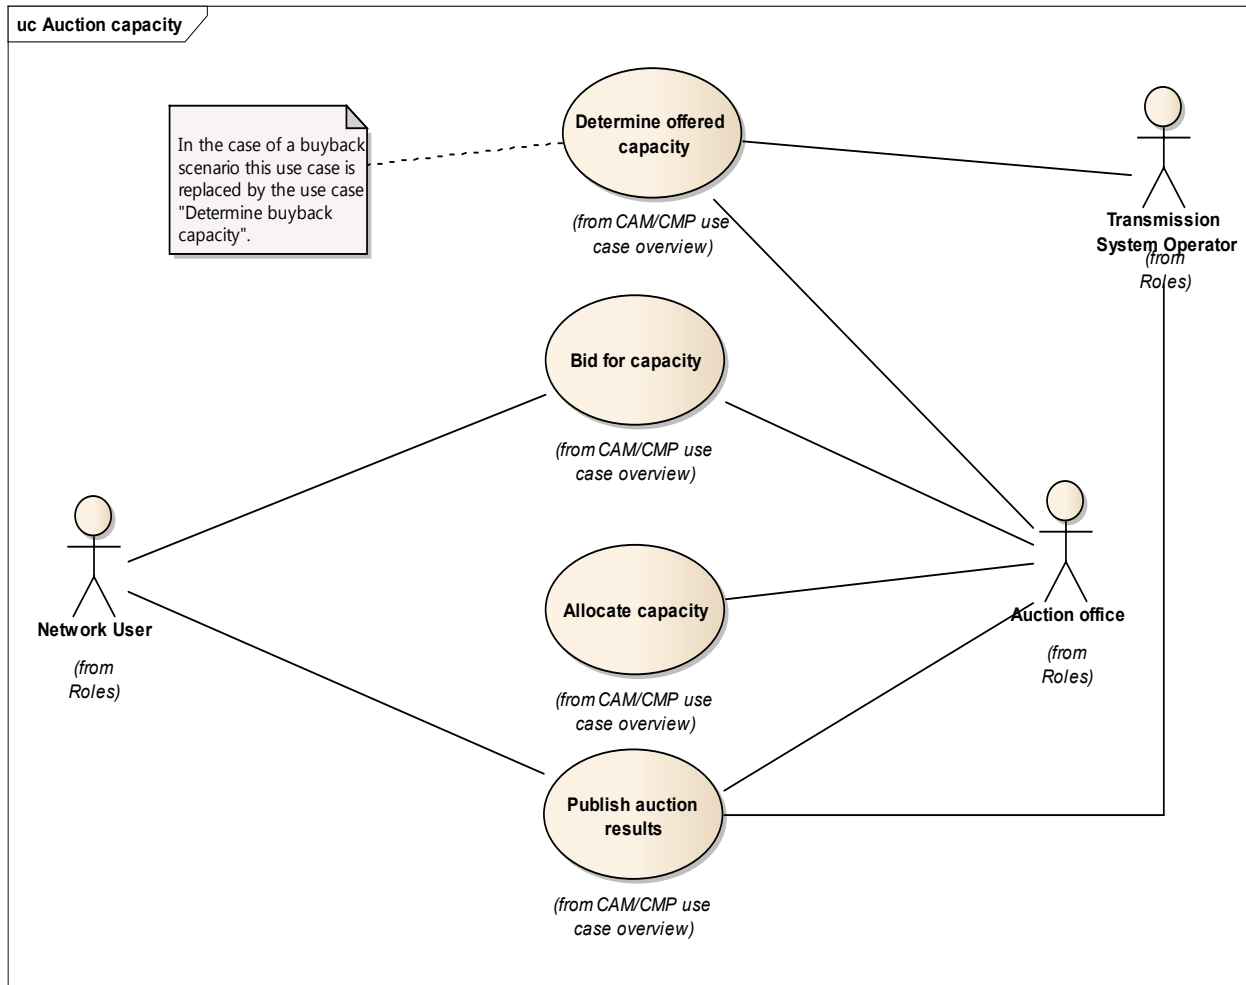 uc Auction capacity
In the case of a buyback
scenario this use case is
replaced by the use case
"Determine buyback
capacity".
Determine offered
capacity
(from CAM/CMP use
case overview)
Transmission
System Operator
(from
Roles)
Bid for capacity
(from CAM/CMP use
case overview)
Network User
(from
Roles)
Allocate capacity
(from CAM/CMP use
case overview)
Auction office
(from
Roles)
Publish auction
results
(from CAM/CMP use
case overview)